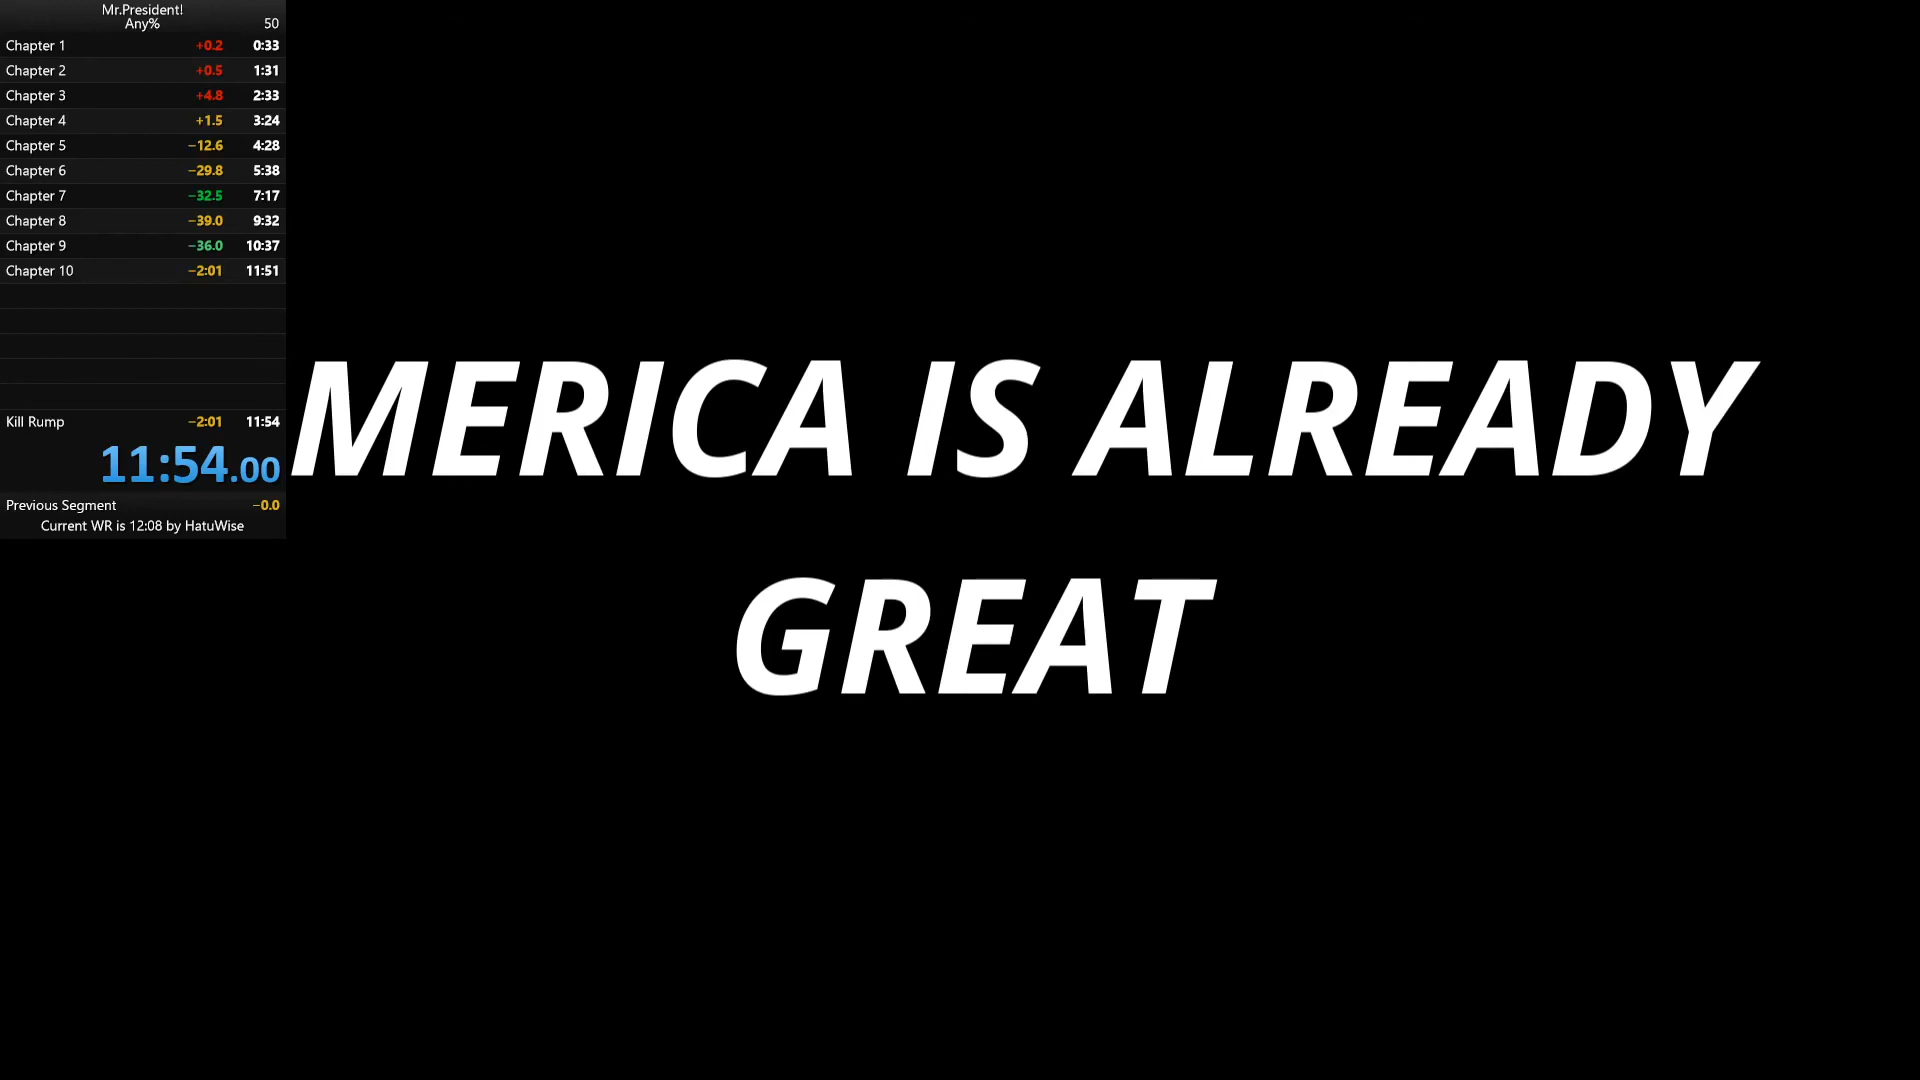 Mr.President!
Any% 50
Chapter 1 +0.2 0:33
Chapter 2 +0.5 1:31
Chapter 3 +4.8 2:33
Chapter 4 +1.5 3:24
Chapter 5 −12.6 4:28
Chapter 6 −29.8 5:38
Chapter 7 −32.5 7:17
Chapter 8 −39.0 9:32
Chapter 9 −36.0 10:37
Chapter 10 −2:01 11:51
Kill Rump −2:01 11:54
11:54.00
Previous Segment −0.0
Current WR is 12:08 by HatuWise
MERICA IS ALREADY
GREAT